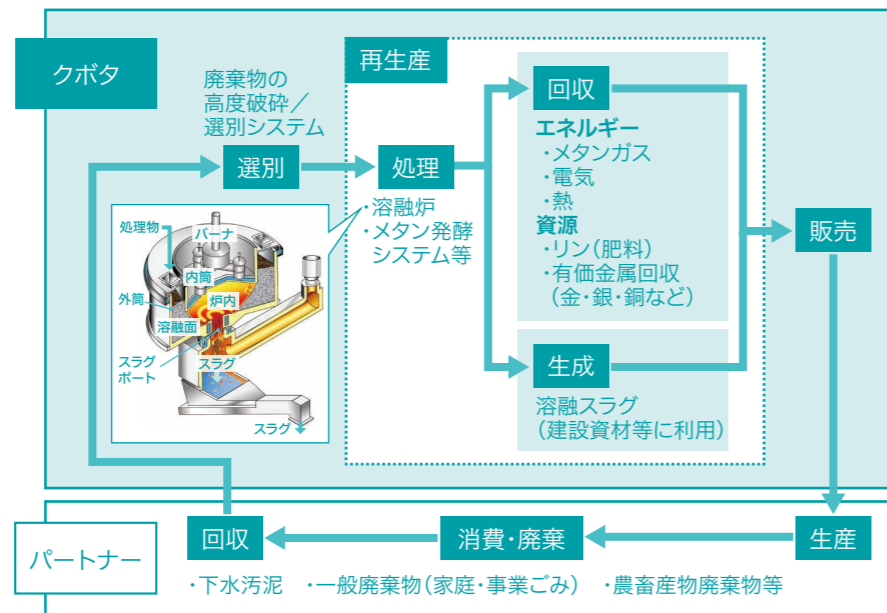 クボタ
廃棄物の
高度破砕／
選別システム
選別
再生産
処理
・溶融炉
・メタン発酵
システム等
回収
エネルギー
・メタンガス
・電気
・熱
資源
・リン（肥料）
・有価金属回収
（金・銀・銅など）
生成
溶融スラグ
（建設資材等に利用）
販売
処理物
バーナ
内筒
外筒
炉内
溶融面
スラグ
ポート
スラグ
スラグ
パートナー
回収
消費・廃棄
生産
・下水汚泥
・一般廃棄物（家庭・事業ごみ）
・農畜産物廃棄物等